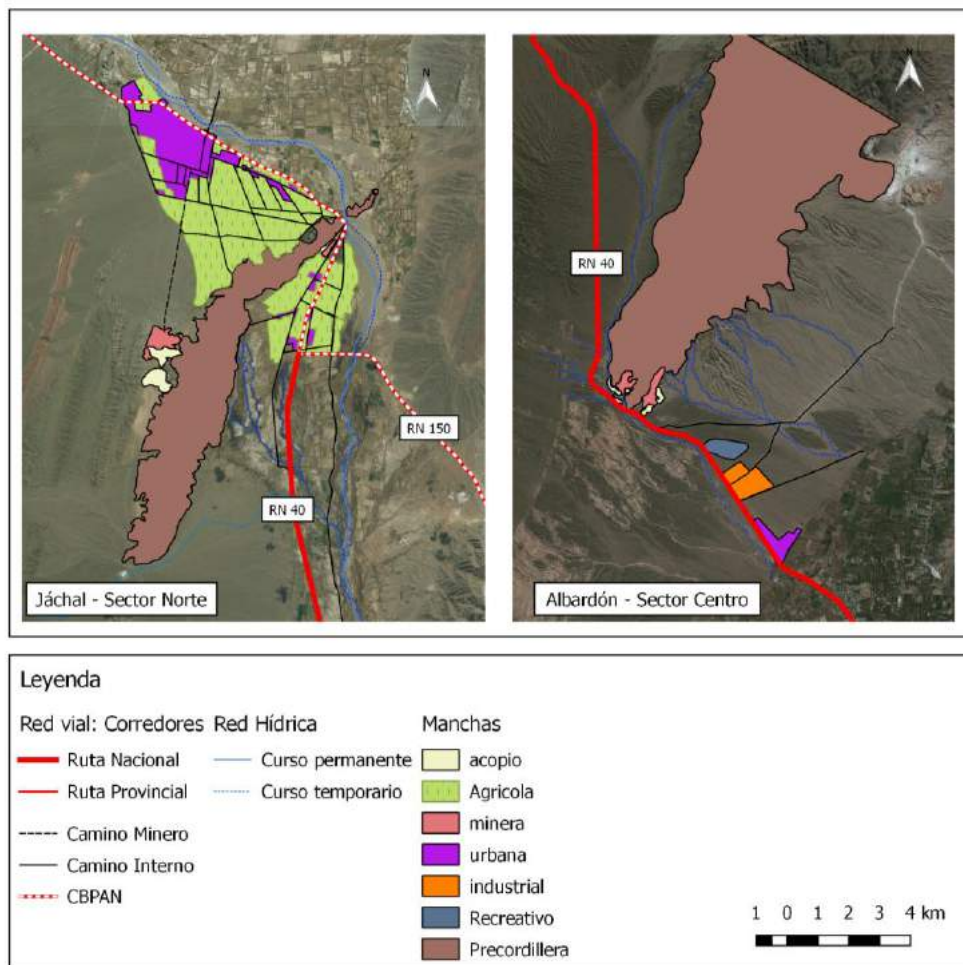 N
N
RN 40
RN 150
RN 40
Jáchal - Sector Norte
Albardón - Sector Centro
Leyenda
Red vial: Corredores
Ruta Nacional
Ruta Provincial
Camino Minero
Camino Interno
CBPAN
Red Hídrica
Curso permanente
Curso temporario
Manchas
acopio
Agricola
minera
urbana
industrial
Recreativo
Precordillera
1 0 1 2 3 4 km